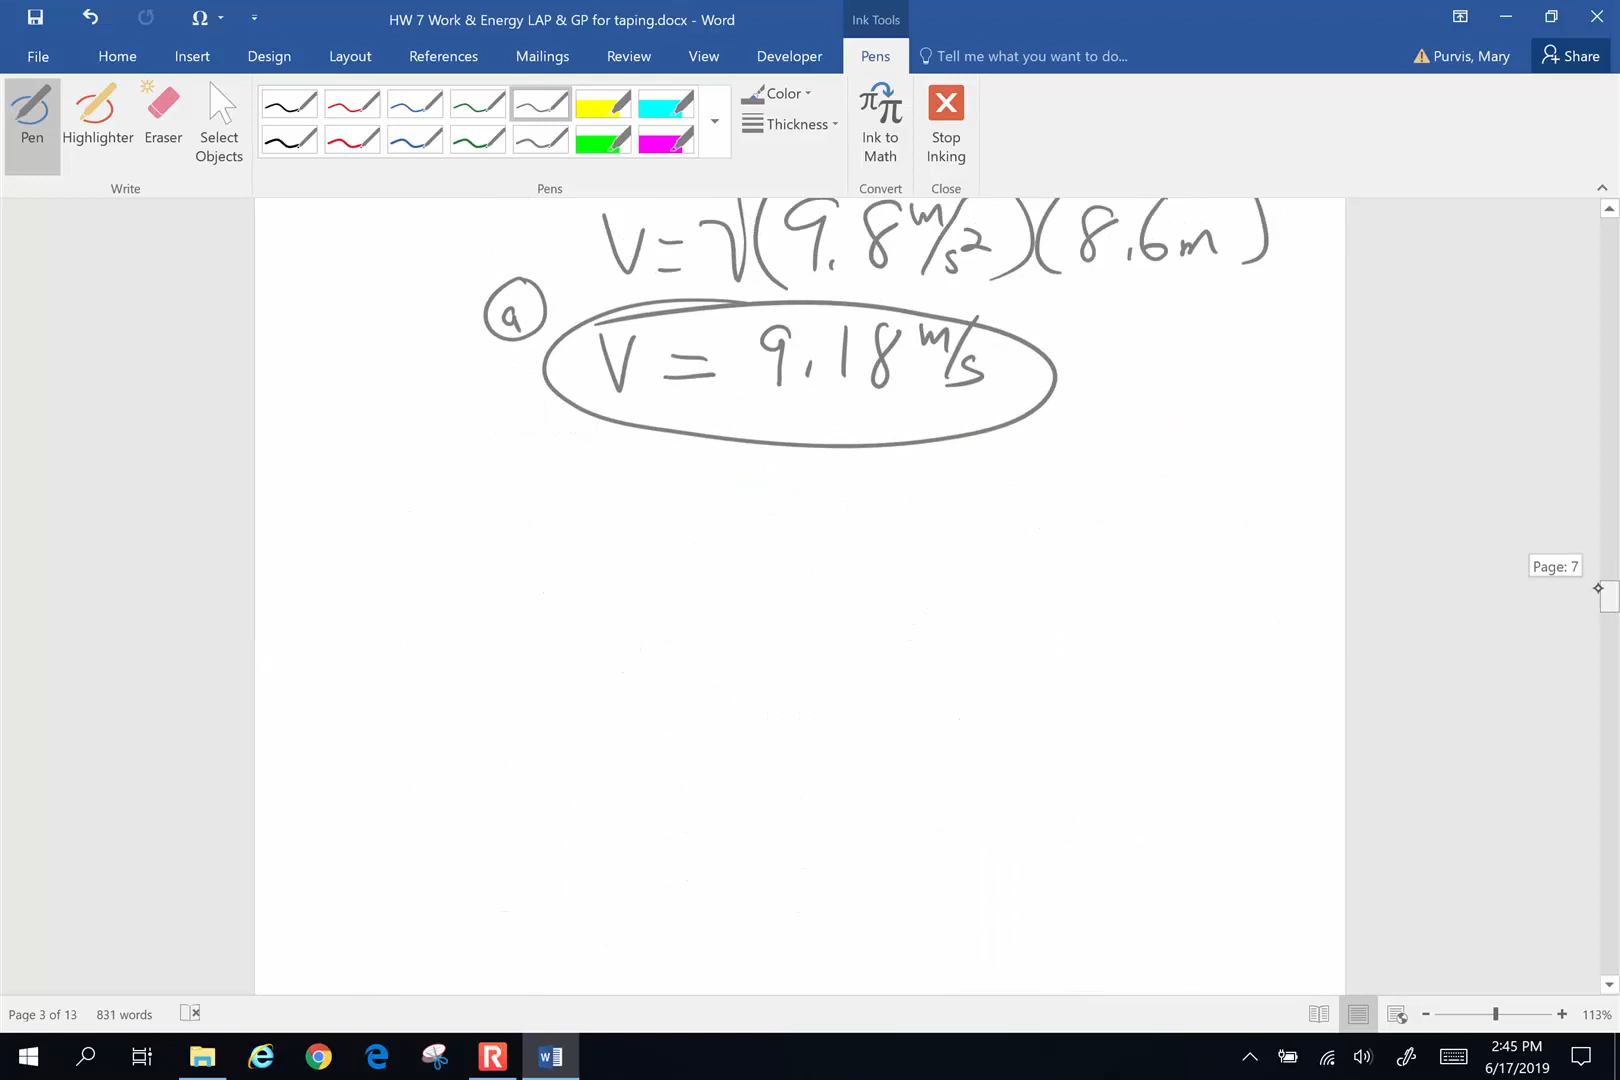 HW 7 Work & Energy LAP & GP for taping.docx - Word
Ink Tools
File Home Insert Design Layout References Mailings Review View Developer Pens Tell me what you want to do... Purvis, Mary Share
Pen Highlighter Eraser Select Objects
Color
Thickness
Ink to Math
Stop Inking
Write Pens Convert Close
V = √(9.8 m/s²)(8.6m)
a
V = 9.18 m/s
Page: 7
Page 3 of 13 831 words 113%
2:45 PM
6/17/2019